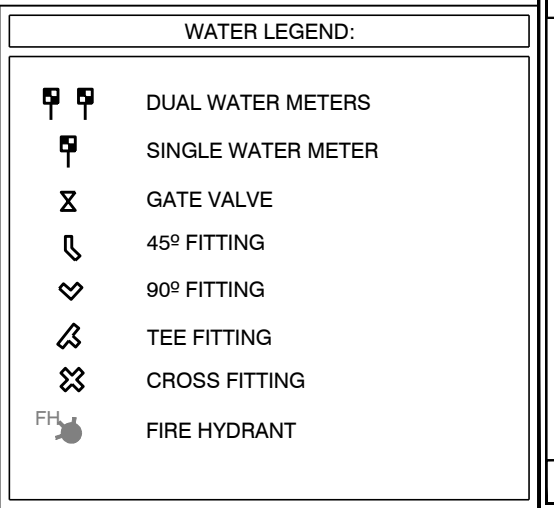 WATER LEGEND:
DUAL WATER METERS
SINGLE WATER METER
GATE VALVE
45º FITTING
90º FITTING
TEE FITTING
CROSS FITTING
FH
FIRE HYDRANT